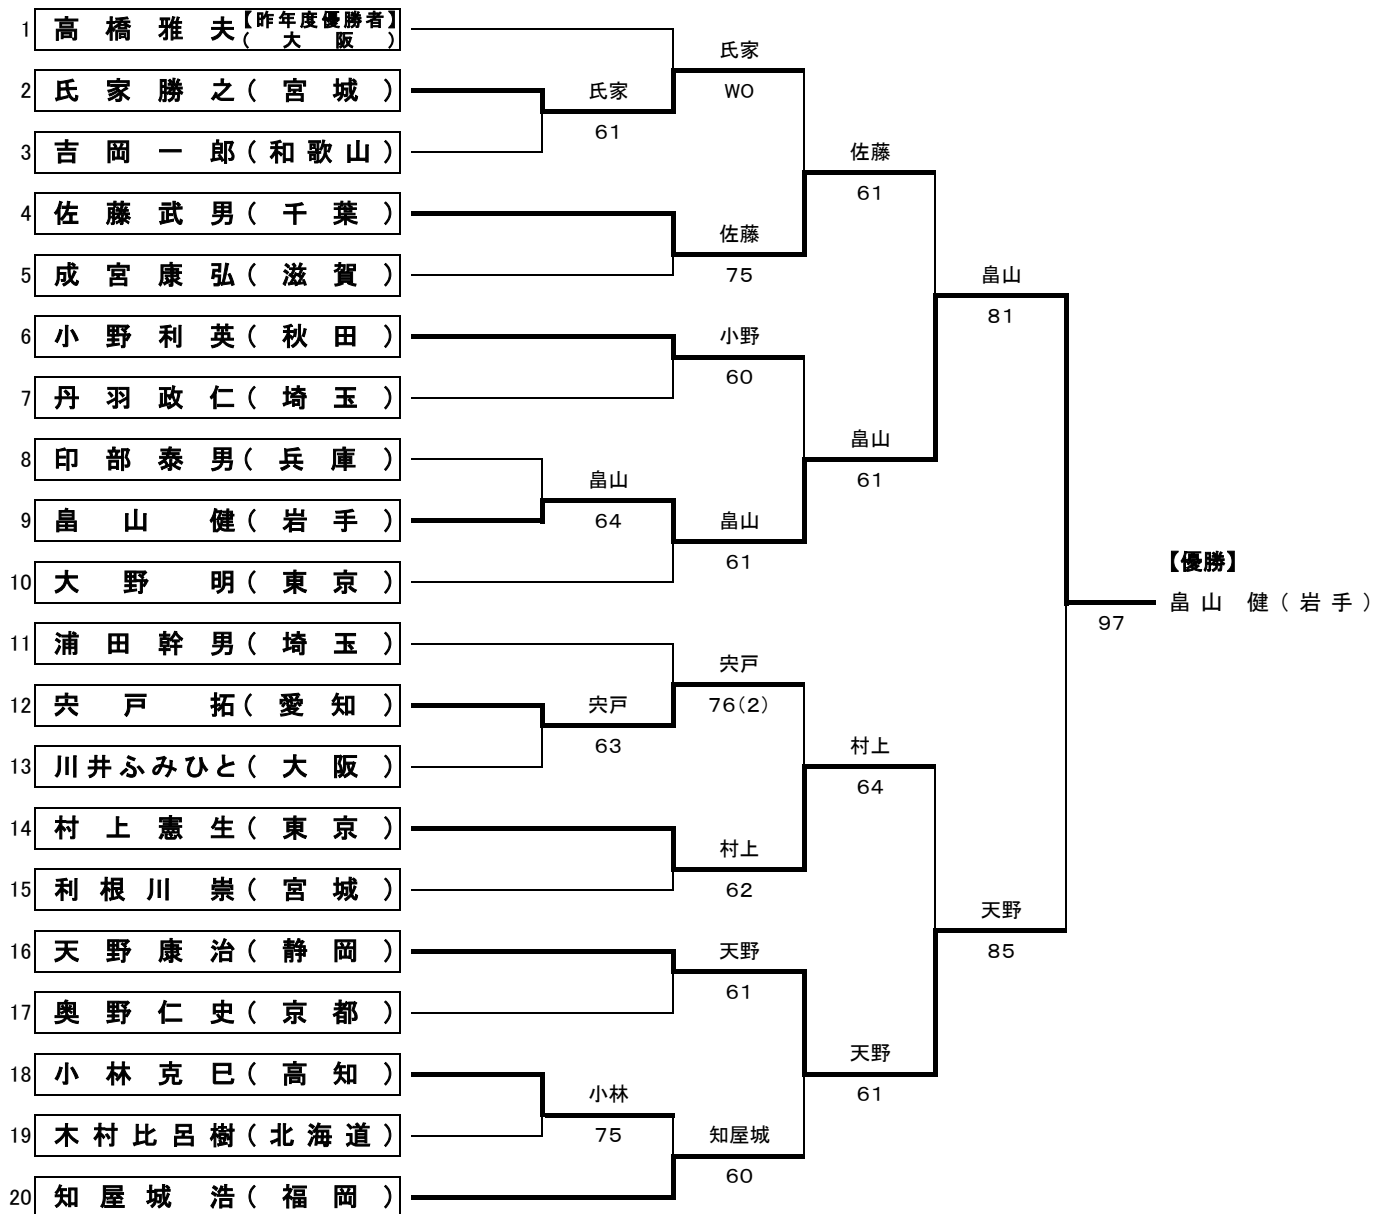 1 高橋雅夫【昨年度優勝者】(大阪)
氏家
2 氏家勝之(宮城)
氏家
WO
61
3 吉岡一郎(和歌山)
佐藤
61
4 佐藤武男(千葉)
佐藤
75
5 成宮康弘(滋賀)
畠山
81
6 小野利英(秋田)
小野
60
7 丹羽政仁(埼玉)
畠山
61
8 印部泰男(兵庫)
畠山
64
9 畠山健(岩手)
畠山
61
【優勝】
10 大野明(東京)
畠山 健(岩手)
97
11 浦田幹男(埼玉)
宍戸
76(2)
12 宍戸拓(愛知)
宍戸
63
13 川井ふみひと(大阪)
村上
64
14 村上憲生(東京)
村上
62
15 利根川崇(宮城)
天野
85
16 天野康治(静岡)
天野
61
17 奥野仁史(京都)
天野
61
18 小林克巳(高知)
小林
75
19 木村比呂樹(北海道)
知屋城
60
20 知屋城浩(福岡)